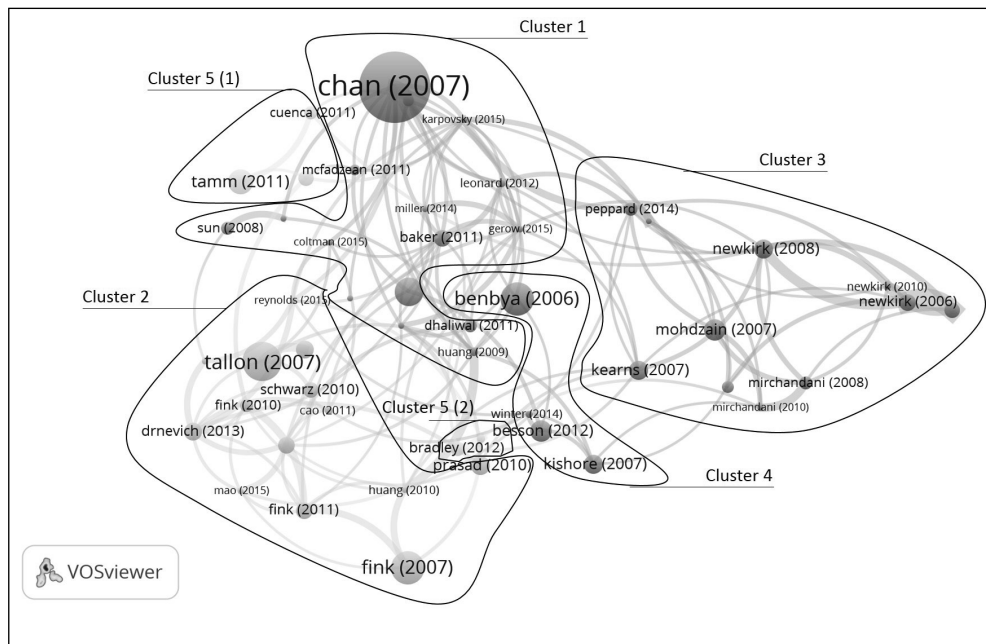 Cluster 1
Cluster 5 (1)
chan (2007)
cuenca (2011)
karpovsky (2015)
Cluster 3
mcfadzean (2011)
tamm (2011)
leonard (2012)
miller (2014)
peppard (2014)
sun (2008)
coltman (2015)
baker (2011)
gerow (2015)
newkirk (2008)
Cluster 2
reynolds (2015)
benbya (2006)
newkirk (2010)
newkirk (2006)
dhaliwal (2011)
mohdzain (2007)
huang (2009)
tallon (2007)
kearns (2007)
schwarz (2010)
mirchandani (2008)
fink (2010)
cao (2011)
Cluster 5 (2)
winter (2014)
mirchandani (2010)
drnevich (2013)
besson (2012)
bradley (2012)
prasad (2010)
kishore (2007)
Cluster 4
mao (2015)
huang (2010)
fink (2011)
fink (2007)
VOSviewer